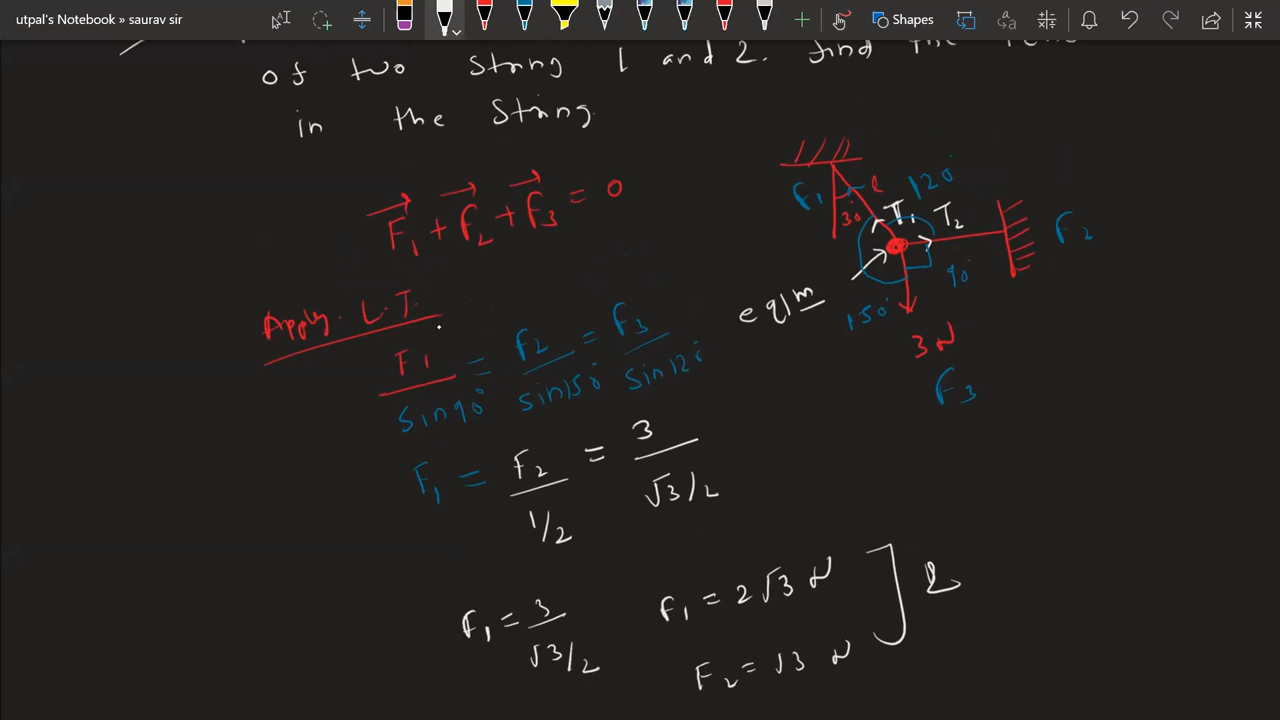 utpal's Notebook » saurav sir
Shapes
of two String 1 and 2. find the
in the String
F₁ + F₂ + F₃ = 0
Apply. L.T.
F₁/sin90° = F₂/sin150° = F₃/sin120°
F₁ = F₂/1/2 = 3/√3/2
F₁ = 3/√3/2
F₁ = 2√3 N
F₂ = √3 N
F₁
30°
l
120°
T₁
T₂
F₂
90°
150°
eq/m
3 N
F₃